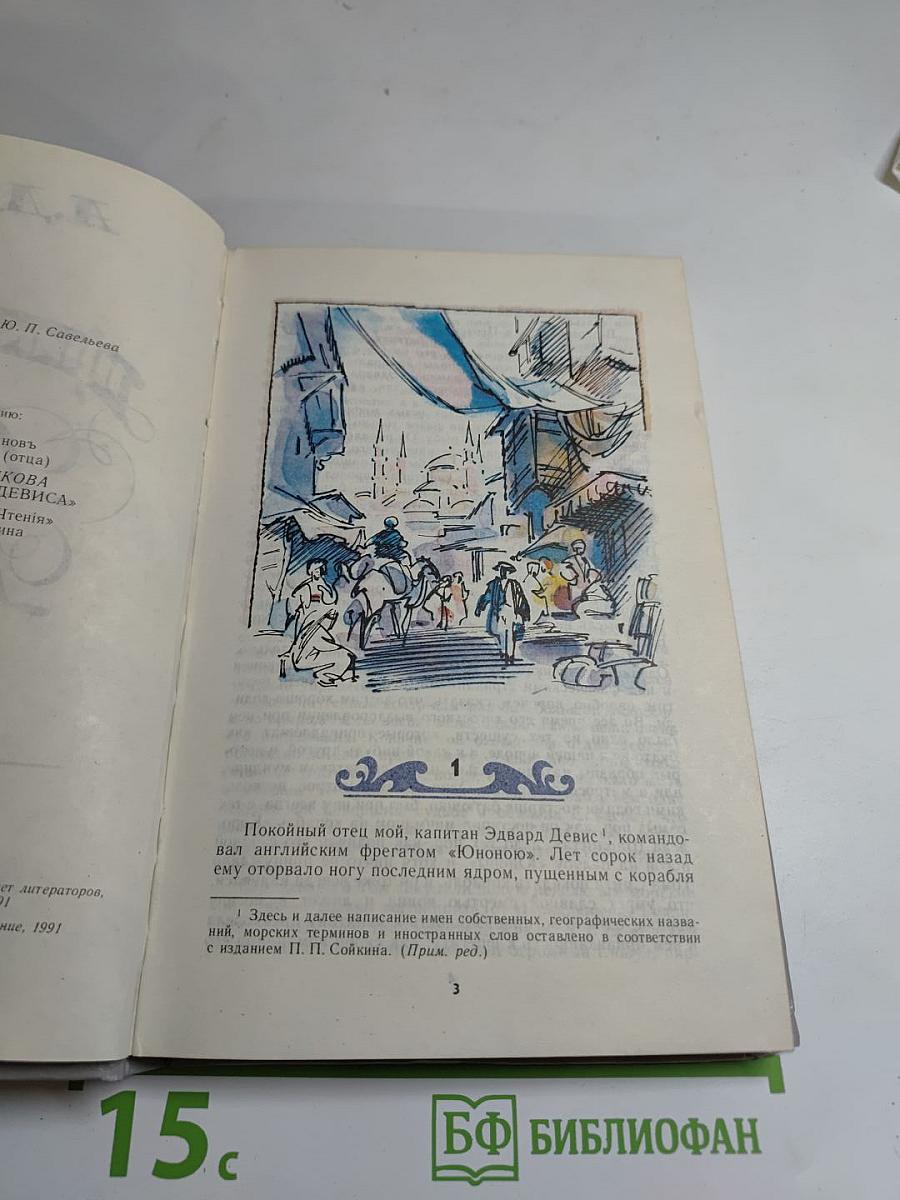 Ю. П. Савельева
ию:
новъ
(отца)
КОВА
ДЕВИСА»
Чтенія»
ина
ет литераторов,
91
ние, 1991
1
Покойный отец мой, капитан Эдвард Девис¹, командо-
вал английским фрегатом «Юноною». Лет сорок назад
ему оторвало ногу последним ядром, пущенным с корабля
¹ Здесь и далее написание имен собственных, географических назва-
ний, морских терминов и иностранных слов оставлено в соответствии
с изданием П. П. Сойкина. (Прим. ред.)
3
15 с
БФ БИБЛИОФАН